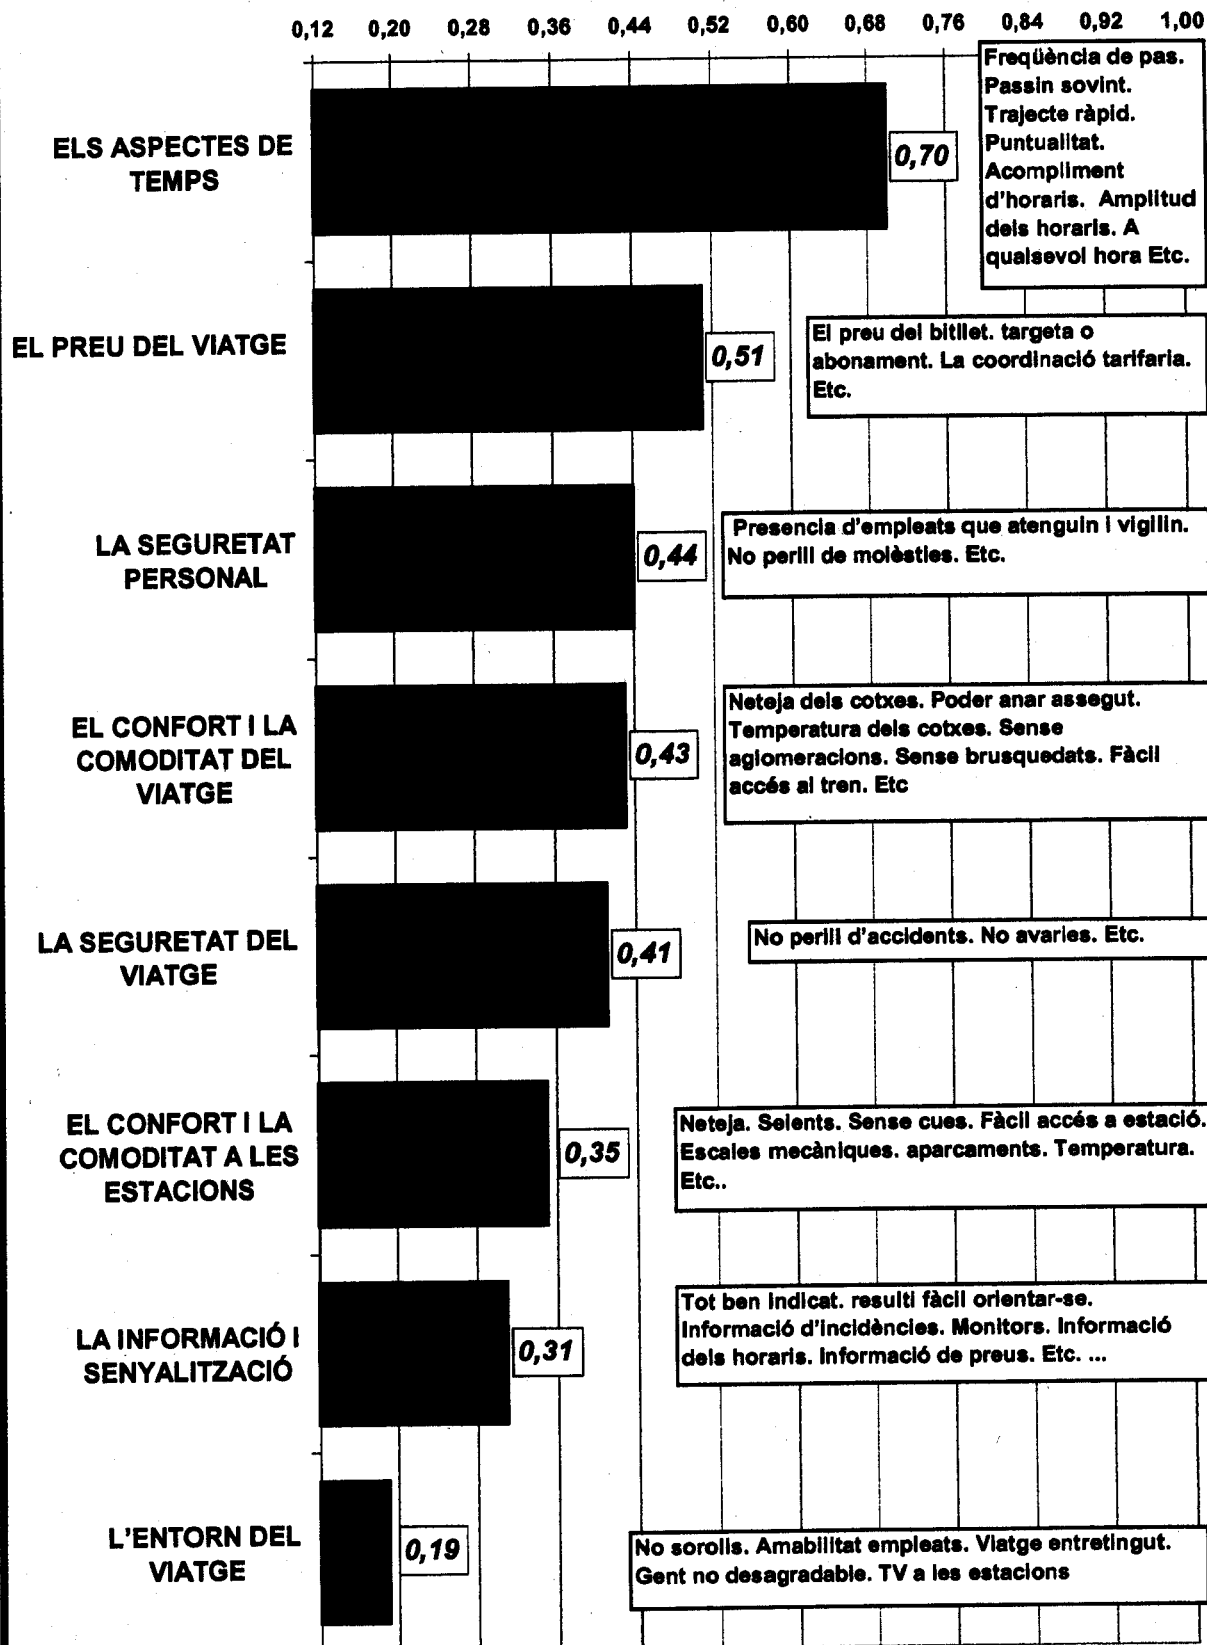 0,12 0,20 0,28 0,36 0,44 0,52 0,60 0,68 0,76 0,84 0,92 1,00
ELS ASPECTES DE
TEMPS
0,70
Freqüència de pas.
Passin sovint.
Trajecte ràpid.
Puntualitat.
Acompliment
d'horaris. Amplitud
dels horaris. A
qualsevol hora Etc.
EL PREU DEL VIATGE
0,51
El preu del bitllet. targeta o
abonament. La coordinació tarifaria.
Etc.
LA SEGURETAT
PERSONAL
0,44
Presencia d'empleats que atenguin i vigilin.
No perill de molèsties. Etc.
EL CONFORT I LA
COMODITAT DEL
VIATGE
0,43
Neteja dels cotxes. Poder anar assegut.
Temperatura dels cotxes. Sense
aglomeracions. Sense brusquedats. Fàcil
accés al tren. Etc
LA SEGURETAT DEL
VIATGE
0,41
No perill d'accidents. No avaries. Etc.
EL CONFORT I LA
COMODITAT A LES
ESTACIONS
0,35
Neteja. Seients. Sense cues. Fàcil accés a estació.
Escales mecàniques. aparcaments. Temperatura.
Etc..
LA INFORMACIÓ I
SENYALITZACIÓ
0,31
Tot ben indicat. resulti fàcil orientar-se.
Informació d'incidències. Monitors. Informació
dels horaris. Informació de preus. Etc. ...
L'ENTORN DEL
VIATGE
0,19
No sorolls. Amabilitat empleats. Viatge entretingut.
Gent no desagradable. TV a les estacions